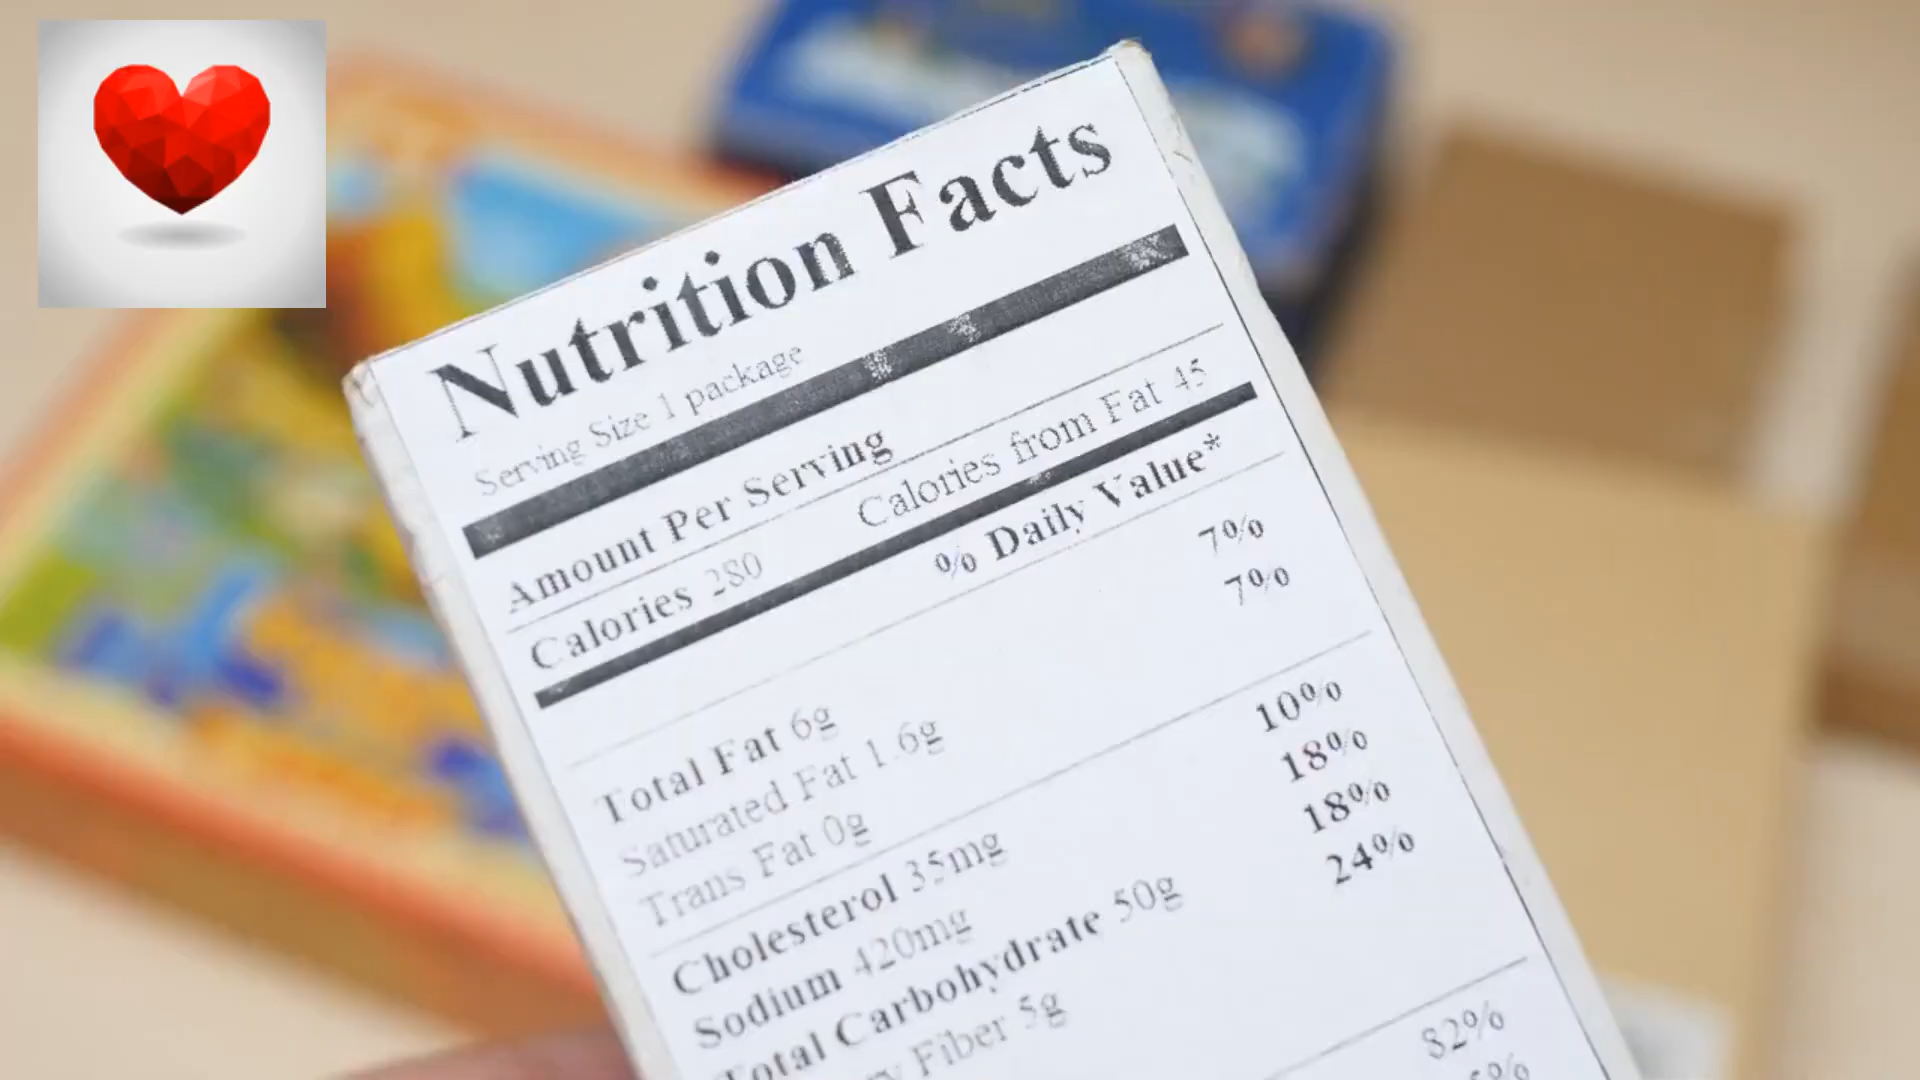 Nutrition Facts
Serving Size 1 package
Amount Per Serving
Calories 280 Calories from Fat 45
% Daily Value*
Total Fat 6g 7%
Saturated Fat 1.6g 7%
Trans Fat 0g
Cholesterol 35mg 10%
Sodium 420mg 18%
Total Carbohydrate 50g 18%
Fiber 5g 24%
82%